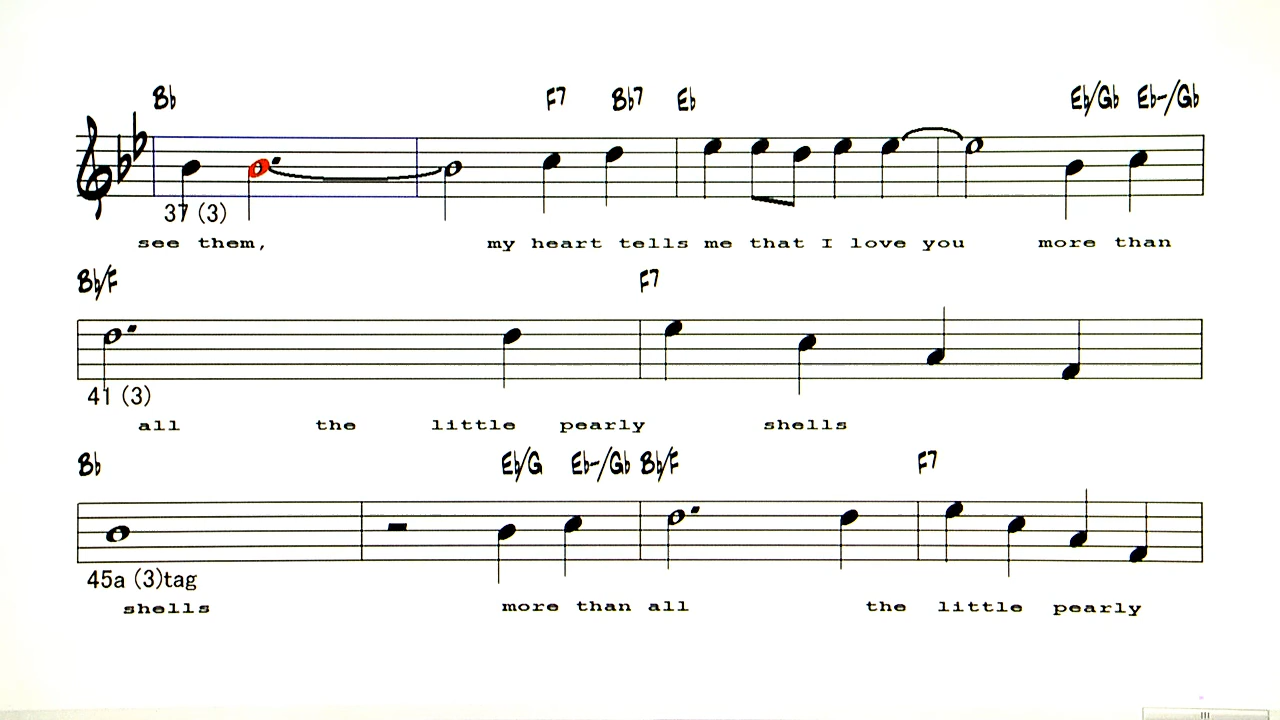 Bb F7 Bb7 Eb Eb/Gb Eb-/Gb
37 (3)
see them, my heart tells me that I love you more than
Bb/F F7
41 (3)
all the little pearly shells
Bb Eb/G Eb-/Gb Bb/F F7
45a (3)tag
shells more than all the little pearly